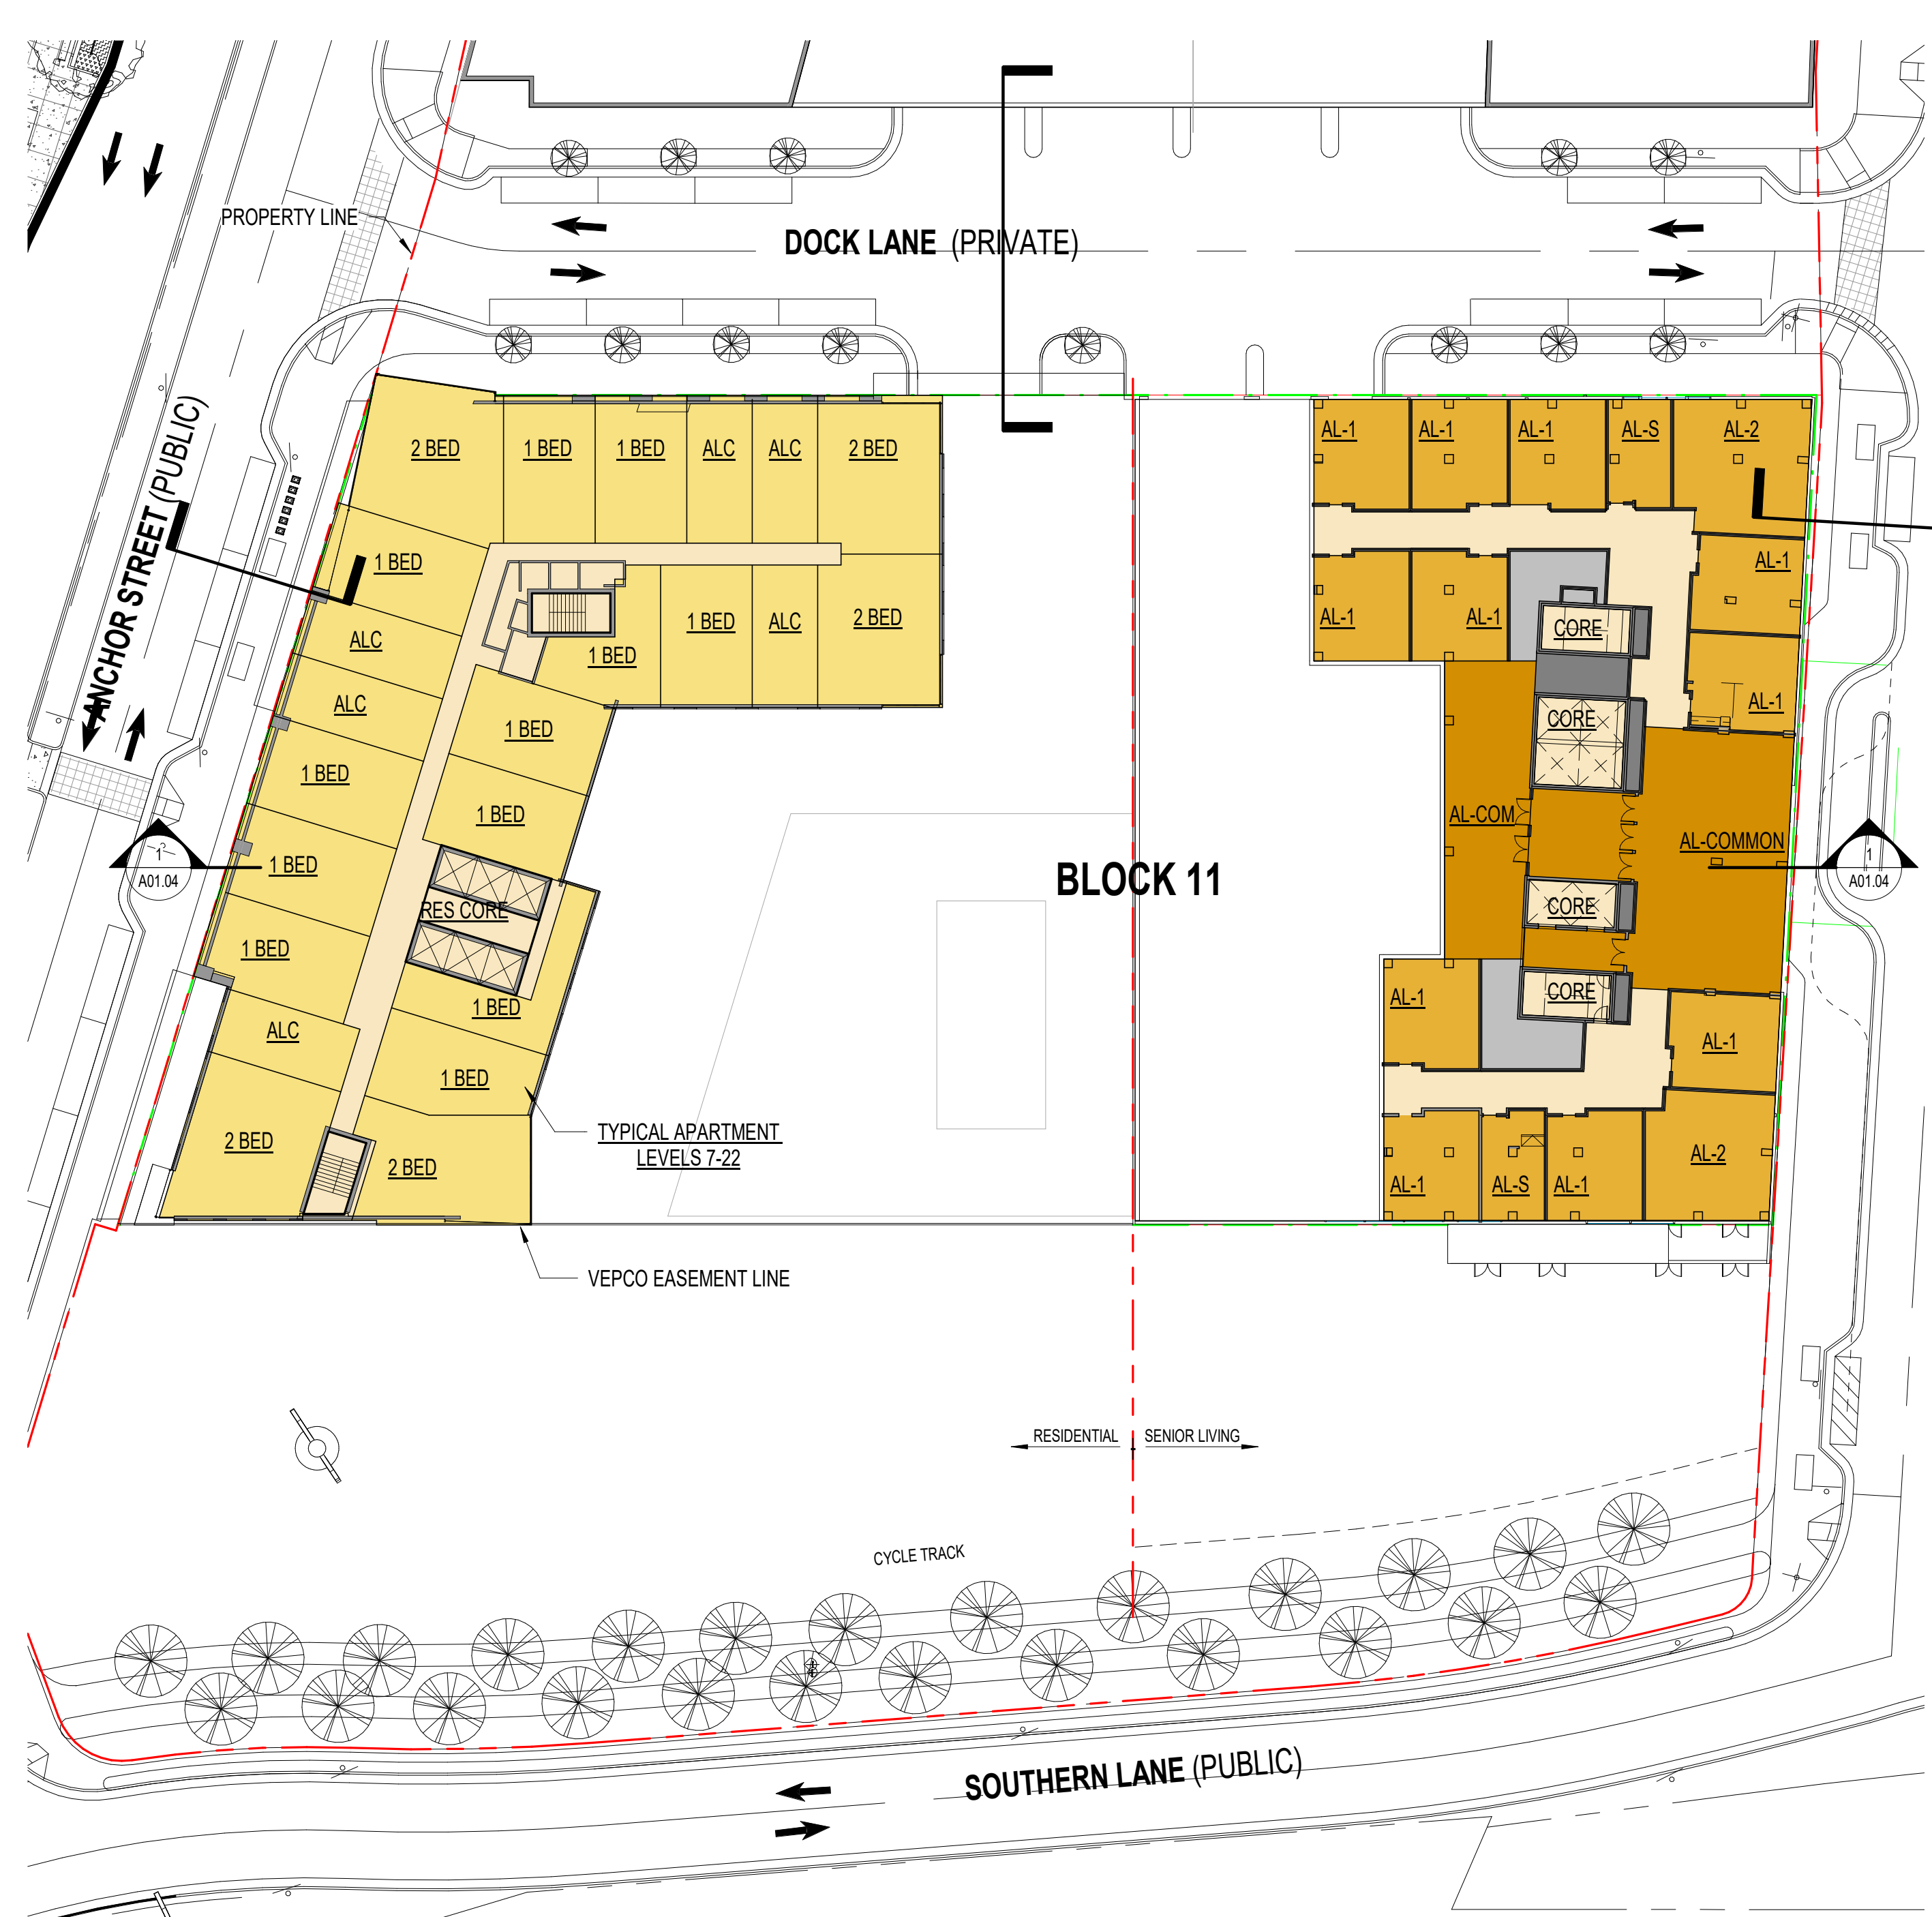 PROPERTY LINE
DOCK LANE (PRIVATE)
ANCHOR STREET (PUBLIC)
2 BED
1 BED
1 BED
ALC
ALC
2 BED
AL-1
AL-1
AL-1
AL-S
AL-2
1 BED
ALC
1 BED
1 BED
ALC
2 BED
AL-1
AL-1
CORE
AL-1
AL-1
ALC
1 BED
CORE
1 BED
1 BED
AL-COM
AL-COMMON
1
A01.04
1 BED
BLOCK 11
1
A01.04
RES CORE
CORE
1 BED
1 BED
AL-1
CORE
ALC
AL-1
1 BED
2 BED
2 BED
TYPICAL APARTMENT
LEVELS 7-22
AL-1
AL-S
AL-1
AL-2
VEPCO EASEMENT LINE
RESIDENTIAL
SENIOR LIVING
CYCLE TRACK
SOUTHERN LANE (PUBLIC)